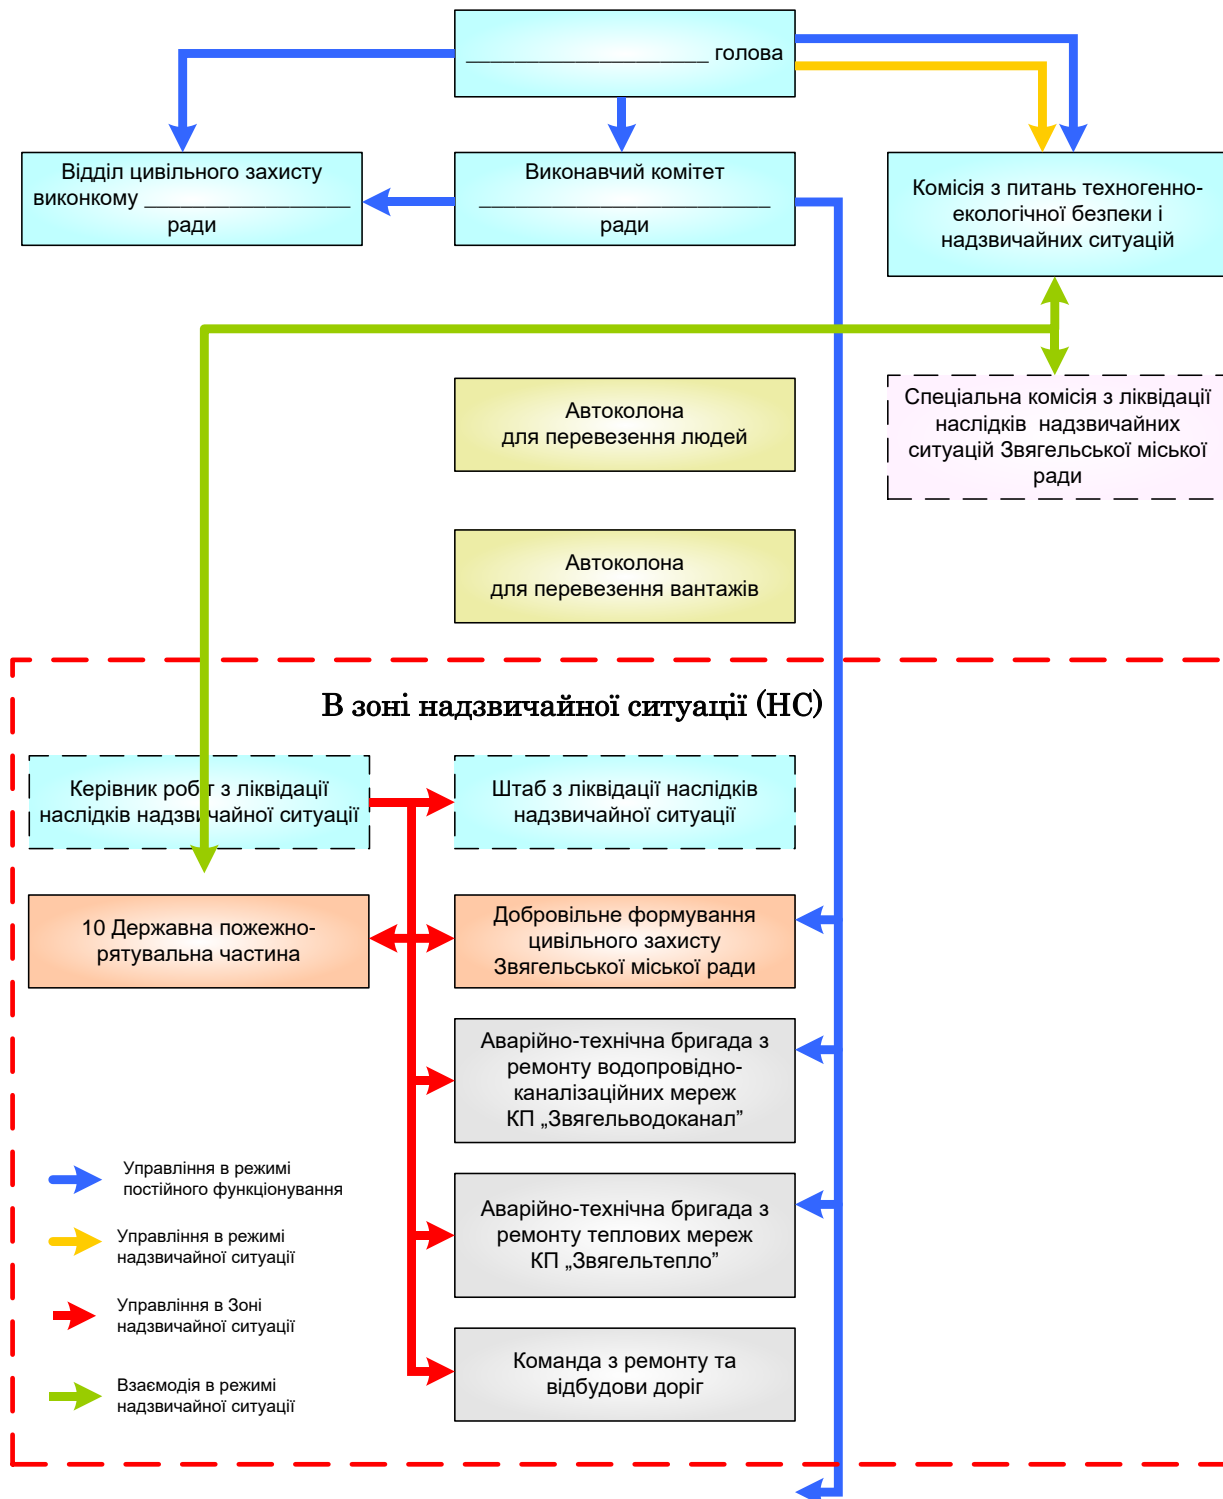 ____________________ голова
Відділ цивільного захисту
виконкому _________________
ради
Виконавчий комітет
________________________
ради
Комісія з питань техногенно-
екологічної безпеки і
надзвичайних ситуацій
Автоколона
для перевезення людей
Спеціальна комісія з ліквідації
наслідків надзвичайних
ситуацій Звягельської міської
ради
Автоколона
для перевезення вантажів
В зоні надзвичайної ситуації (НС)
Керівник робіт з ліквідації
наслідків надзвичайної ситуації
Штаб з ліквідації наслідків
надзвичайної ситуації
10 Державна пожежно-
рятувальна частина
Добровільне формування
цивільного захисту
Звягельської міської ради
Аварійно-технічна бригада з
ремонту водопровідно-
каналізаційних мереж
КП „Звягельводоканал”
Аварійно-технічна бригада з
ремонту теплових мереж
КП „Звягельтепло”
Команда з ремонту та
відбудови доріг
Управління в режимі
постійного функціонування
Управління в режимі
надзвичайної ситуації
Управління в Зоні
надзвичайної ситуації
Взаємодія в режимі
надзвичайної ситуації